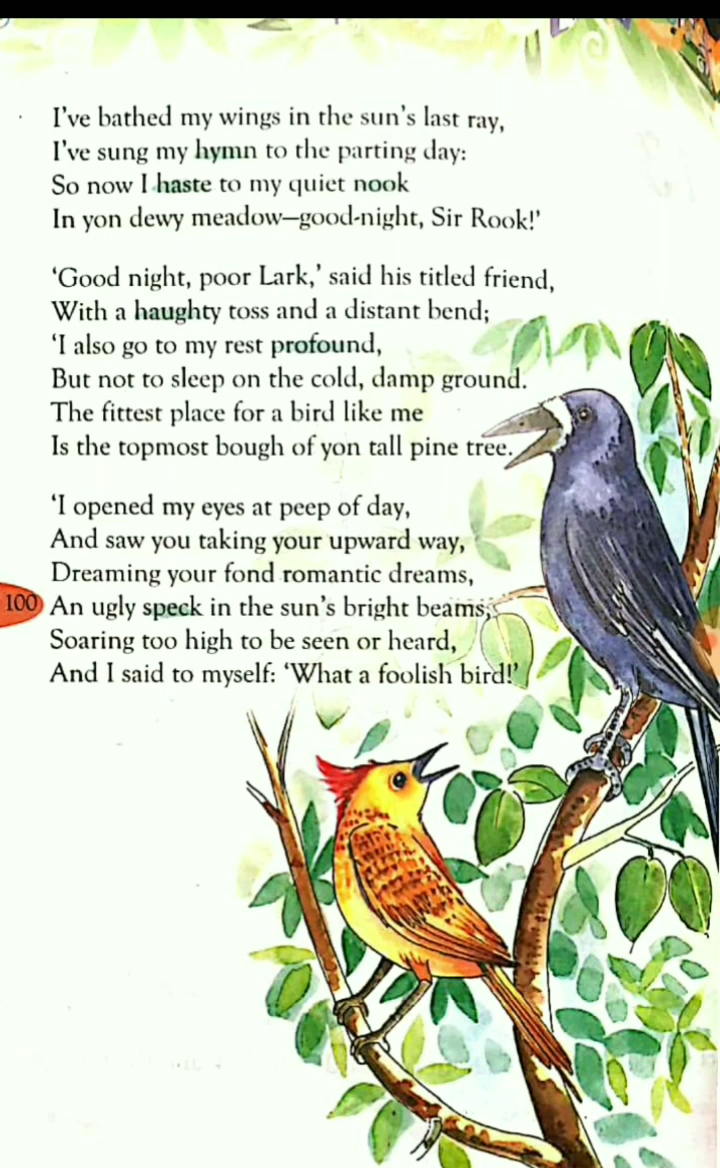 I've bathed my wings in the sun's last ray,
I've sung my hymn to the parting day:
So now I haste to my quiet nook
In yon dewy meadow—good-night, Sir Rook!'
'Good night, poor Lark,' said his titled friend,
With a haughty toss and a distant bend;
'I also go to my rest profound,
But not to sleep on the cold, damp ground.
The fittest place for a bird like me
Is the topmost bough of yon tall pine tree.
'I opened my eyes at peep of day,
And saw you taking your upward way,
Dreaming your fond romantic dreams,
100 An ugly speck in the sun's bright beams;
Soaring too high to be seen or heard,
And I said to myself: 'What a foolish bird!'